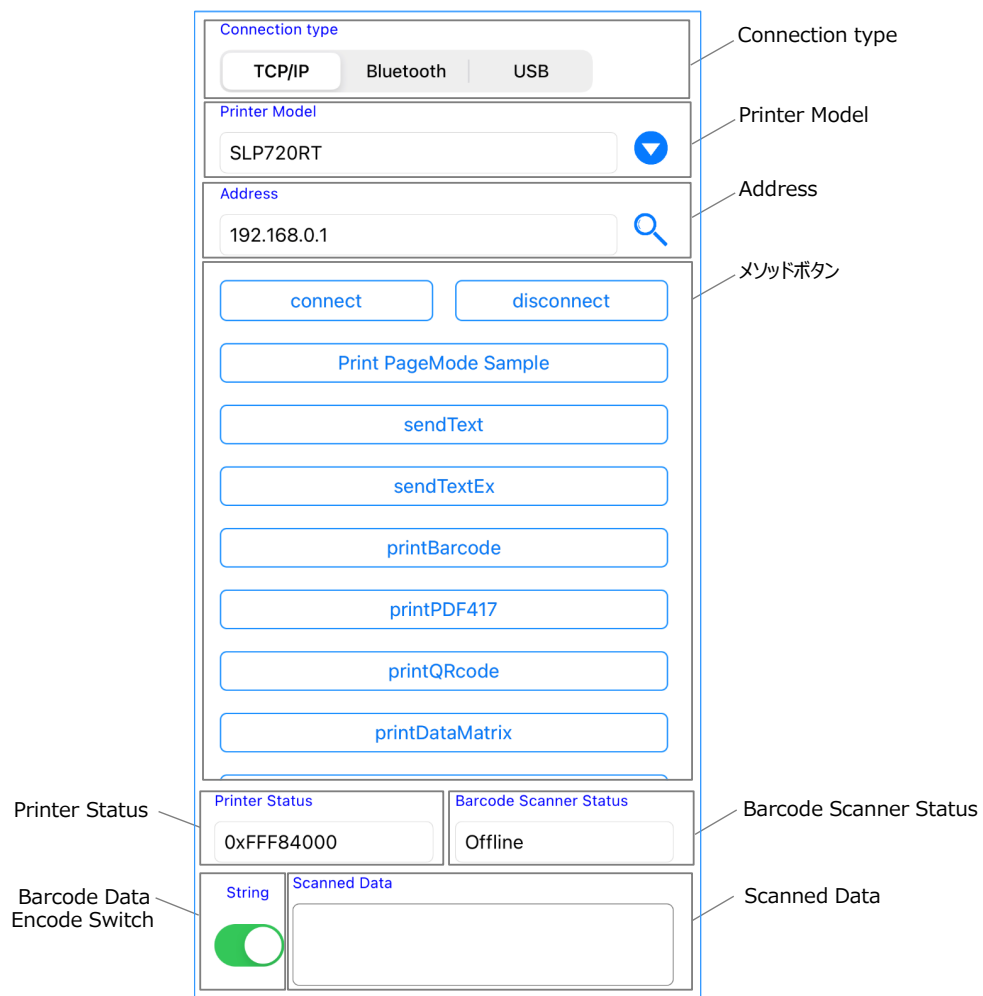 Connection type
Connection type
TCP/IP Bluetooth USB
Printer Model
Printer Model
SLP720RT
Address
Address
192.168.0.1
メソッドボタン
connect disconnect
Print PageMode Sample
sendText
sendTextEx
printBarcode
printPDF417
printQRcode
printDataMatrix
Printer Status
Printer Status
0xFFF84000
Barcode Scanner Status
Offline
Barcode Scanner Status
Barcode Data
Encode Switch
String
Scanned Data
Scanned Data